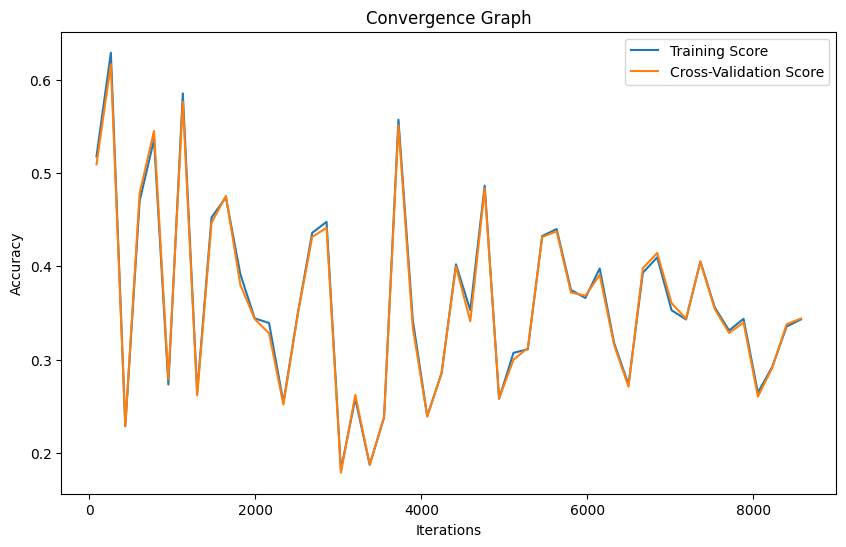 Convergence Graph
Training Score
Cross-Validation Score
0.6
0.5
0.4
0.3
0.2
Accuracy
0
2000
4000
6000
8000
Iterations